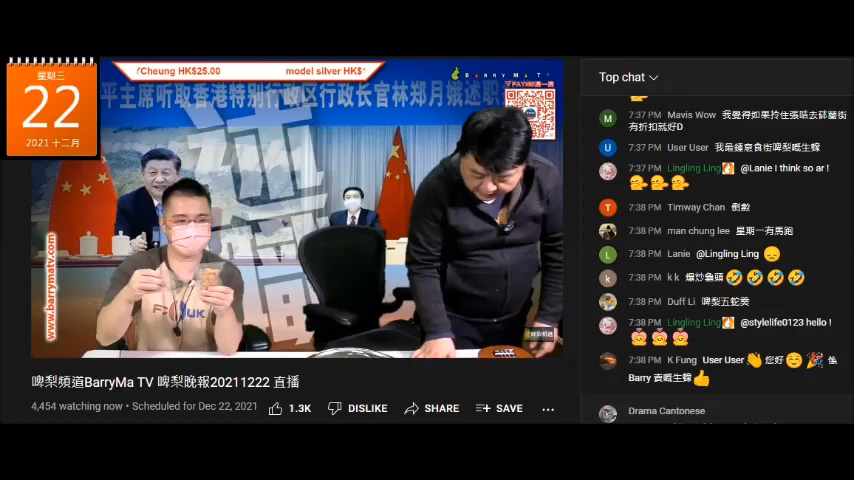 星期三
22
2021 十二月
YCheung HK$25.00
model silver HK$1
BARRYMATV
平主席听取香港特别行政区行政长官林郑月娥述职
www.barrymatv.com
啤梨頻道BarryMa TV 啤梨晚報20211222 直播
4,454 watching now • Scheduled for Dec 22, 2021
1.3K
DISLIKE
SHARE
SAVE
Top chat
7:37 PM Mavis Wow 我覺得如果拎住張咭去砵蘭街
有折扣就好D
7:37 PM User User 我最鍾意食街啤梨嘅生蠔
7:37 PM Lingling Ling @Lanie I think so ar !
7:38 PM Timway Chan 倒數
7:38 PM man chung lee 星期一有馬跑
7:38 PM Lanie @Lingling Ling
7:38 PM k k 爆炒龜頭
7:38 PM Duff Li 啤梨五蛇羹
7:38 PM Lingling Ling @stylelife0123 hello !
7:38 PM K Fung User User 您好 係
Barry 賣嘅生蠔
Drama Cantonese